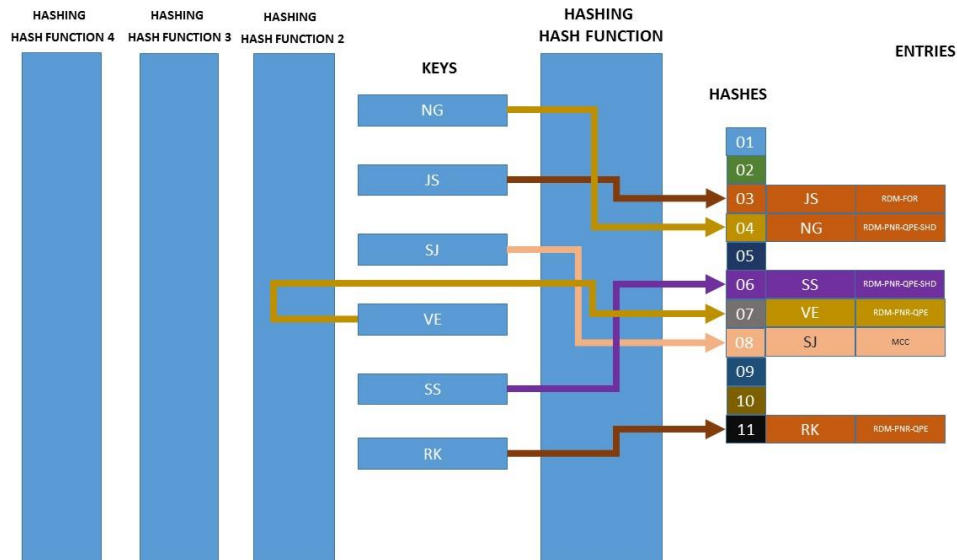 HASHING
HASH FUNCTION 4
HASHING
HASH FUNCTION 3
HASHING
HASH FUNCTION 2
HASHING
HASH FUNCTION
KEYS
ENTRIES
HASHES
NG
JS
SJ
VE
SS
RK
01
02
03 JS RDM-FOR
04 NG RDM-PNR-QPE-SHD
05
06 SS RDM-PNR-QPE-SHD
07 VE RDM-PNR-QPE
08 SJ MCC
09
10
11 RK RDM-PNR-QPE